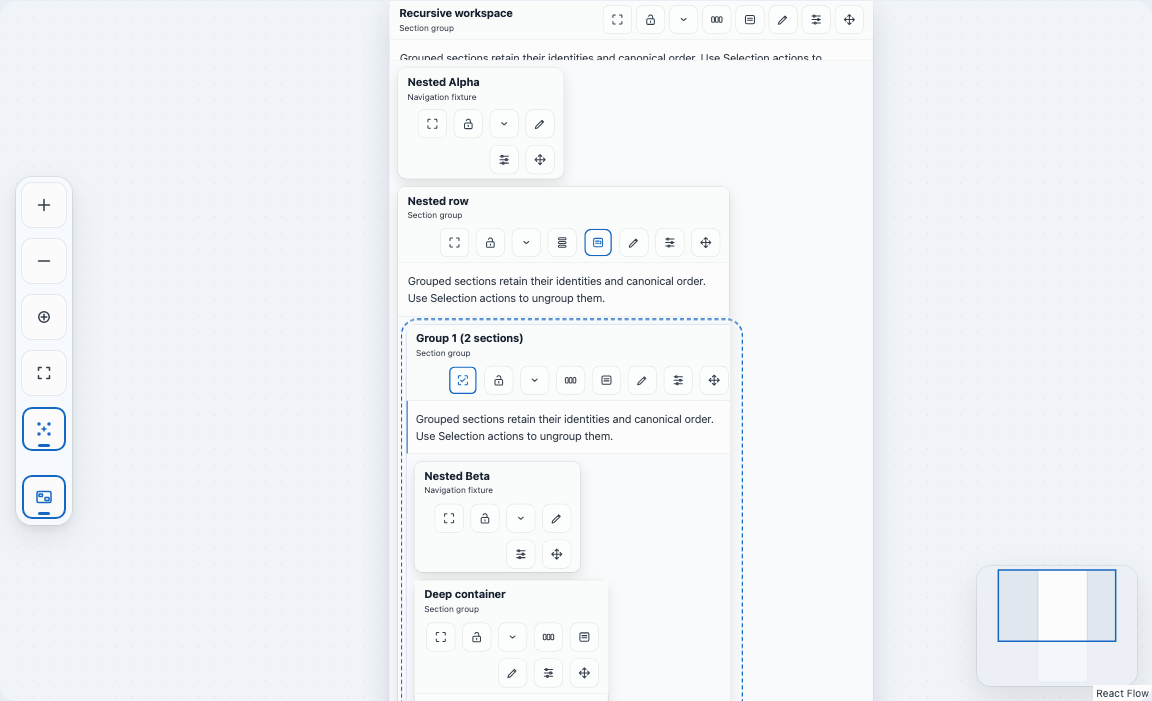 Recursive workspace
Section group
Grouped sections retain their identities and canonical order. Use Selection actions to
Nested Alpha
Navigation fixture
Nested row
Section group
Grouped sections retain their identities and canonical order.
Use Selection actions to ungroup them.
Group 1 (2 sections)
Section group
Grouped sections retain their identities and canonical order.
Use Selection actions to ungroup them.
Nested Beta
Navigation fixture
Deep container
Section group
React Flow